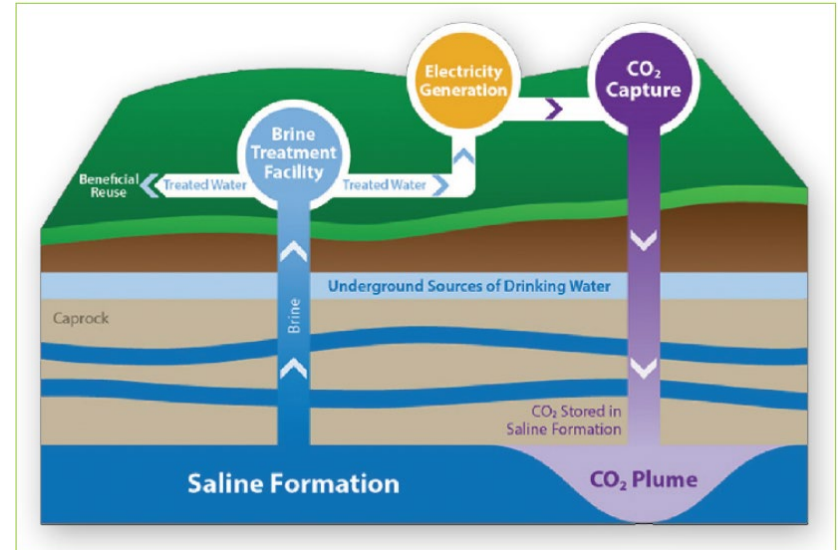 Electricity
Generation
CO₂
Capture
Brine
Treatment
Facility
Beneficial
Reuse
Treated Water
Treated Water
Underground Sources of Drinking Water
Caprock
Brine
CO₂ Stored in
Saline Formation
Saline Formation
CO₂ Plume